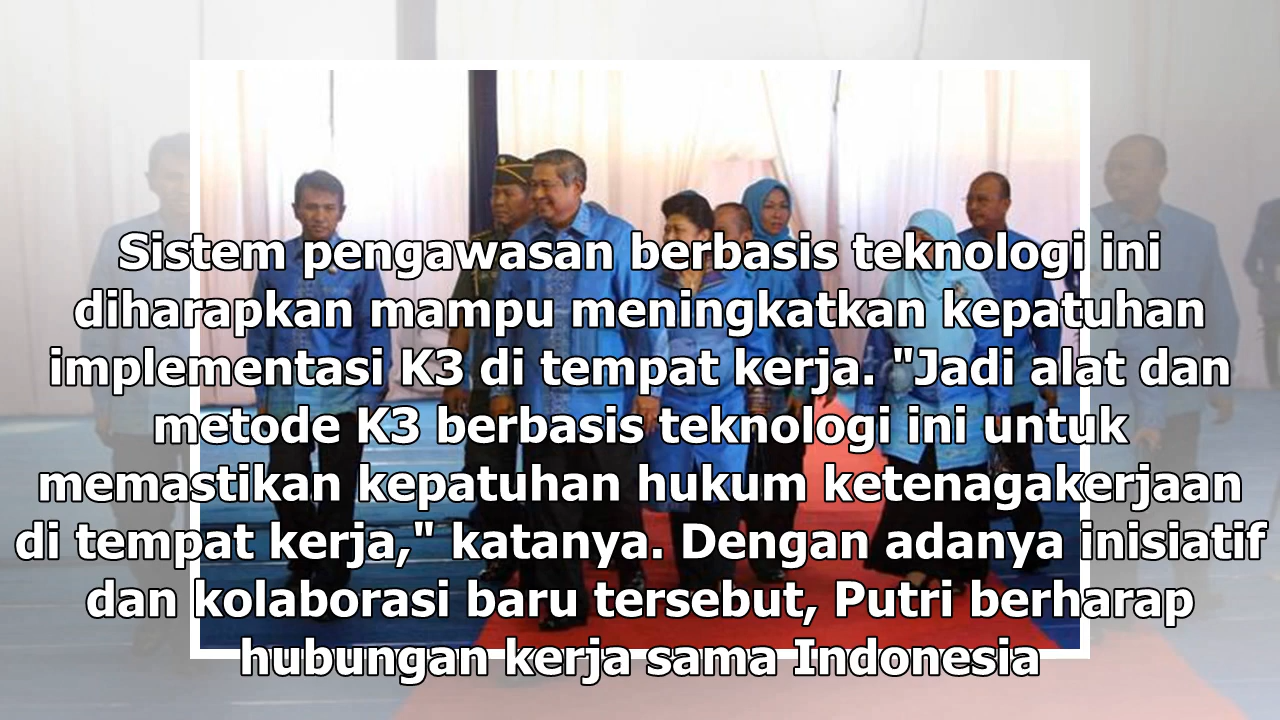 Sistem pengawasan berbasis teknologi ini
diharapkan mampu meningkatkan kepatuhan
implementasi K3 di tempat kerja. "Jadi alat dan
metode K3 berbasis teknologi ini untuk
memastikan kepatuhan hukum ketenagakerjaan
di tempat kerja," katanya. Dengan adanya inisiatif
dan kolaborasi baru tersebut, Putri berharap
hubungan kerja sama Indonesia